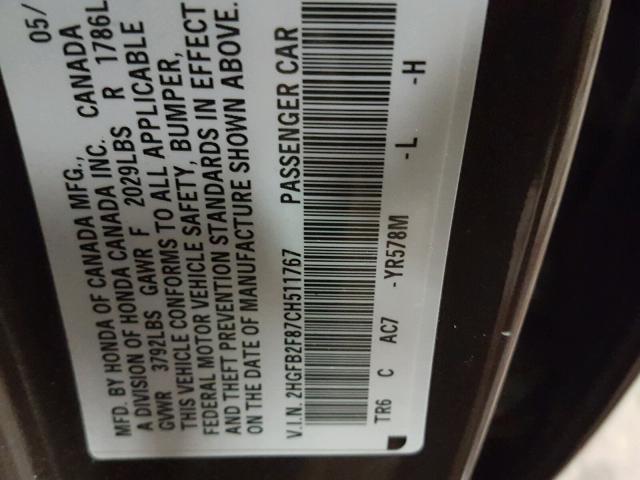 05/
MFD. BY HONDA OF CANADA MFG.,
A DIVISION OF HONDA CANADA INC. CANADA
GVWR 3792LBS GAWR F 2029LBS R 1786L
THIS VEHICLE CONFORMS TO ALL APPLICABLE
FEDERAL MOTOR VEHICLE SAFETY, BUMPER,
AND THEFT PREVENTION STANDARDS IN EFFECT
ON THE DATE OF MANUFACTURE SHOWN ABOVE.
V.I.N. 2HGFB2F87CH511767 PASSENGER CAR
TR6 C AC7 -YR578M -L -H